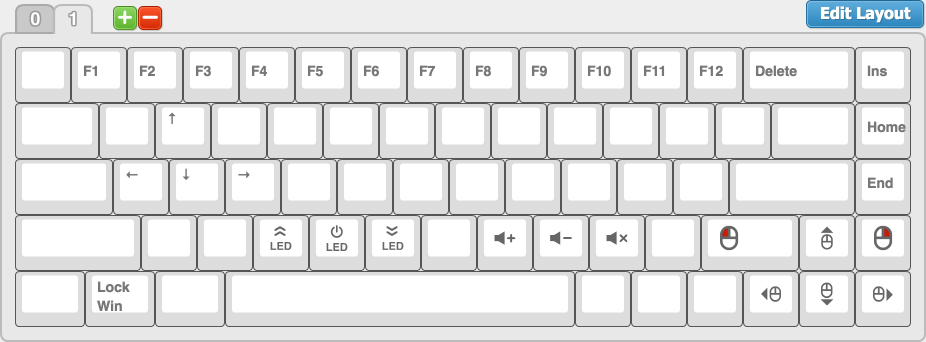 0 1 + − Edit Layout
F1 F2 F3 F4 F5 F6 F7 F8 F9 F10 F11 F12 Delete Ins
↑ Home
← ↓ → End
LED LED LED + − ×
Lock
Win